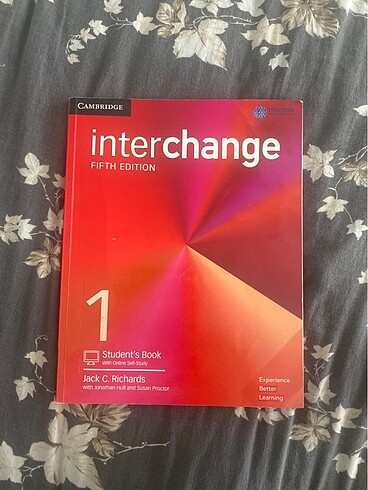 CAMBRIDGE
interchange
FIFTH EDITION
1
Student's Book
With Online Self-Study
Jack C. Richards
with Jonathan Hull and Susan Proctor
Experience
Better
Learning